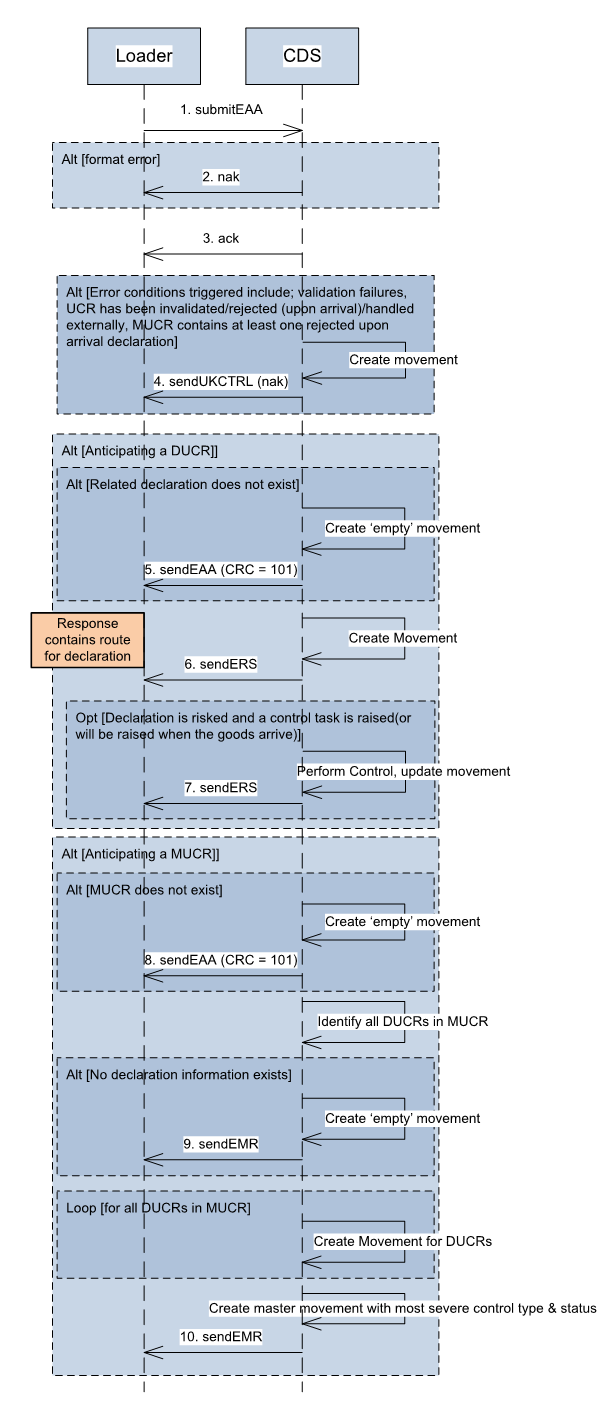 Loader
CDS
1. submitEAA
Alt [format error]
2. nak
3. ack
Alt [Error conditions triggered include; validation failures,
UCR has been invalidated/rejected (upon arrival)/handled
externally, MUCR contains at least one rejected upon
arrival declaration]
Create movement
4. sendUKCTRL (nak)
Alt [Anticipating a DUCR]]
Alt [Related declaration does not exist]
Create ‘empty’ movement
5. sendEAA (CRC = 101)
Response
contains route
for declaration
Create Movement
6. sendERS
Opt [Declaration is risked and a control task is raised(or
will be raised when the goods arrive)]
Perform Control, update movement
7. sendERS
Alt [Anticipating a MUCR]]
Alt [MUCR does not exist]
Create ‘empty’ movement
8. sendEAA (CRC = 101)
Identify all DUCRs in MUCR
Alt [No declaration information exists]
Create ‘empty’ movement
9. sendEMR
Loop [for all DUCRs in MUCR]
Create Movement for DUCRs
Create master movement with most severe control type & status
10. sendEMR